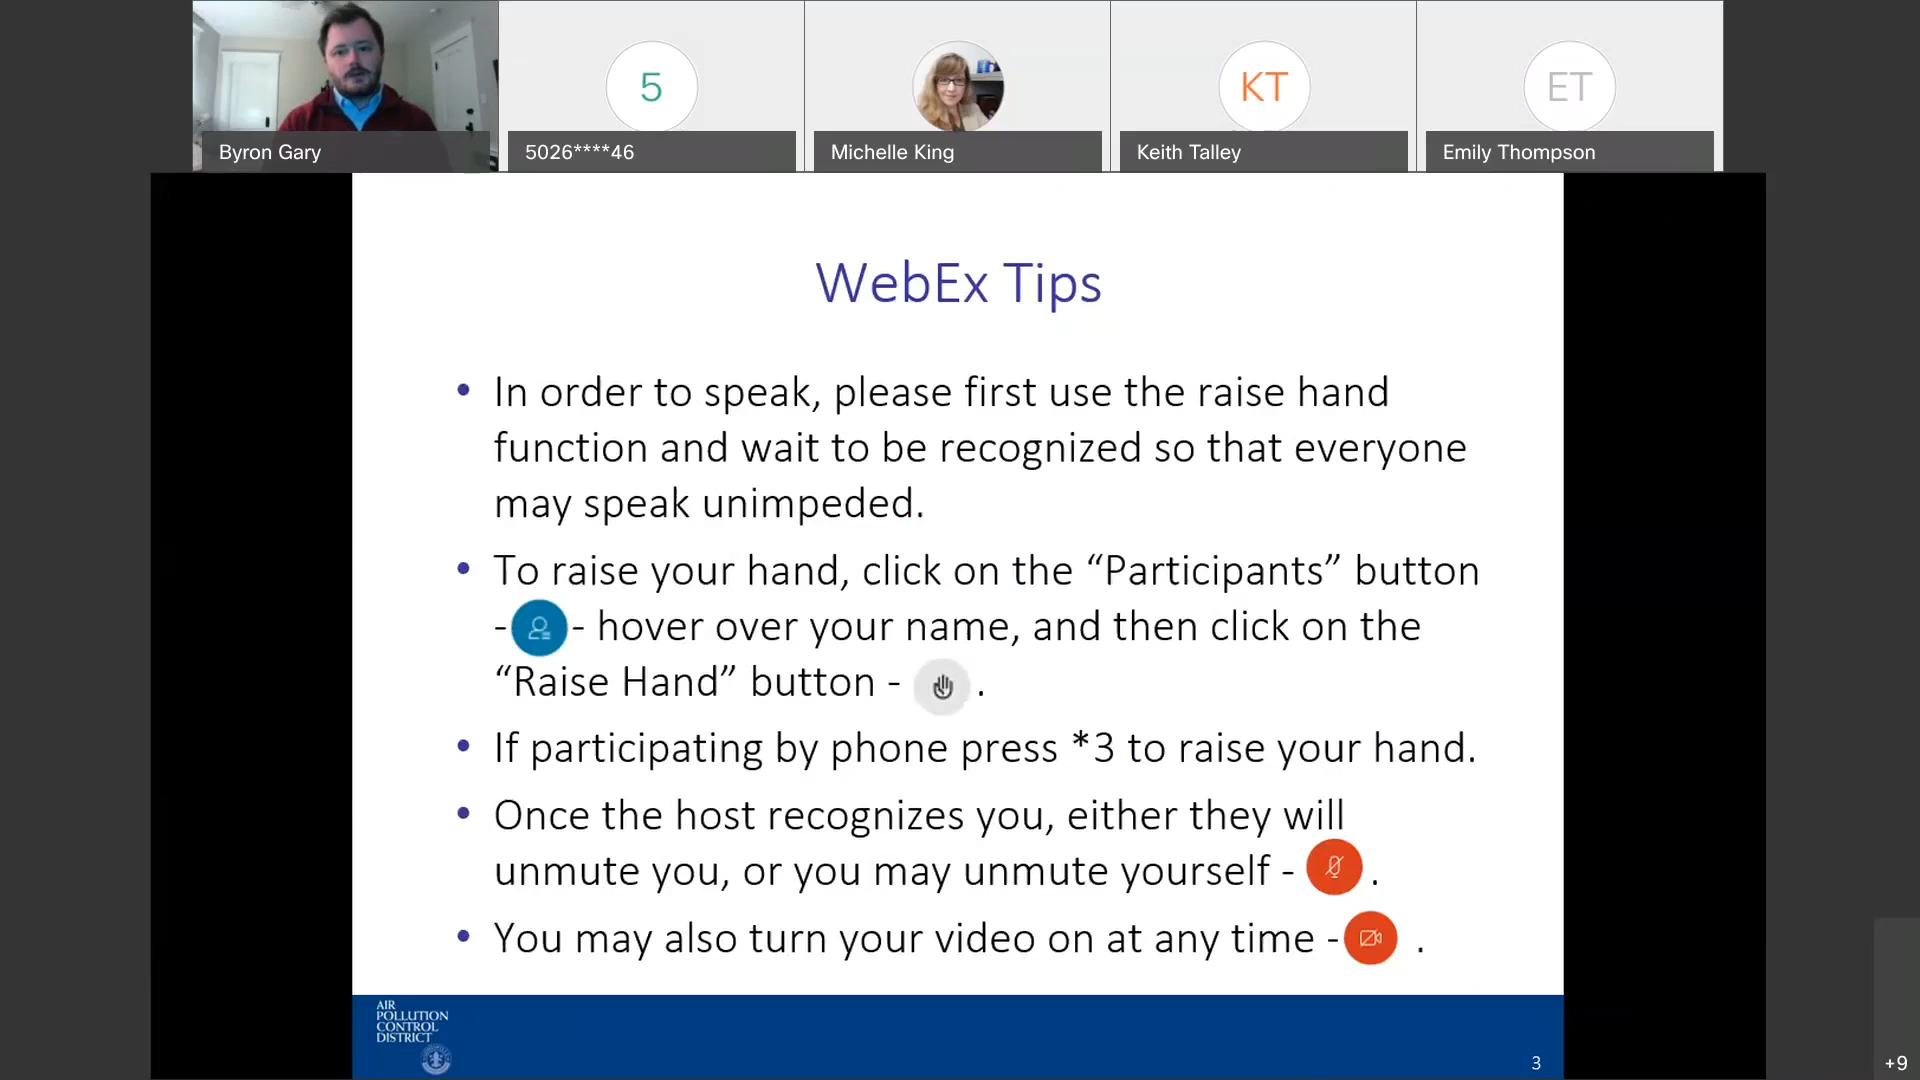 Byron Gary
5
5026****46
Michelle King
KT
Keith Talley
ET
Emily Thompson
WebEx Tips
• In order to speak, please first use the raise hand
function and wait to be recognized so that everyone
may speak unimpeded.
• To raise your hand, click on the “Participants” button
- - hover over your name, and then click on the
“Raise Hand” button - .
• If participating by phone press *3 to raise your hand.
• Once the host recognizes you, either they will
unmute you, or you may unmute yourself - .
• You may also turn your video on at any time - .
AIR
POLLUTION
CONTROL
DISTRICT
3
+9